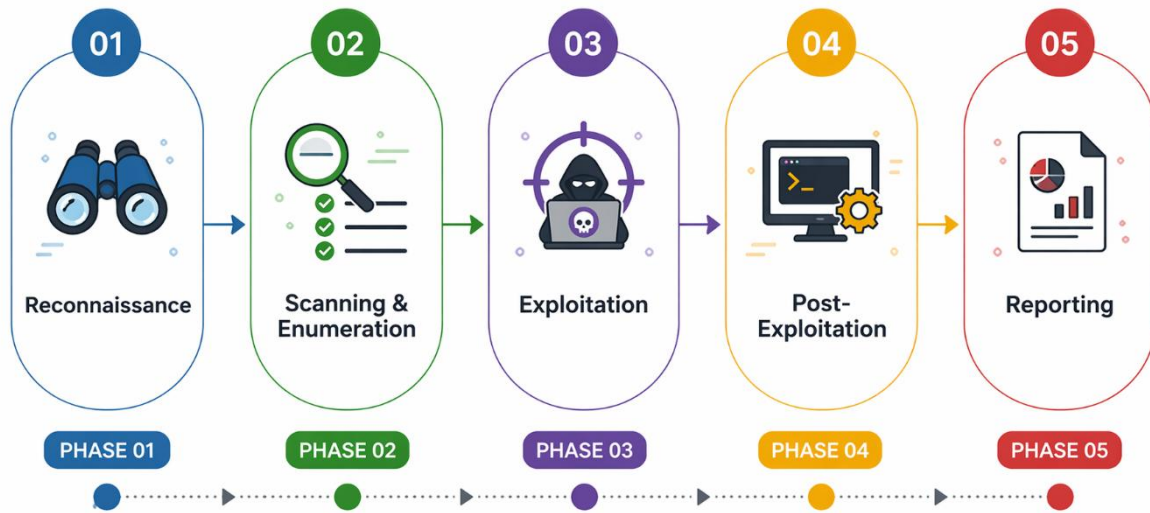 01
02
03
04
05
Reconnaissance
Scanning &
Enumeration
Exploitation
Post-
Exploitation
Reporting
PHASE 01
PHASE 02
PHASE 03
PHASE 04
PHASE 05